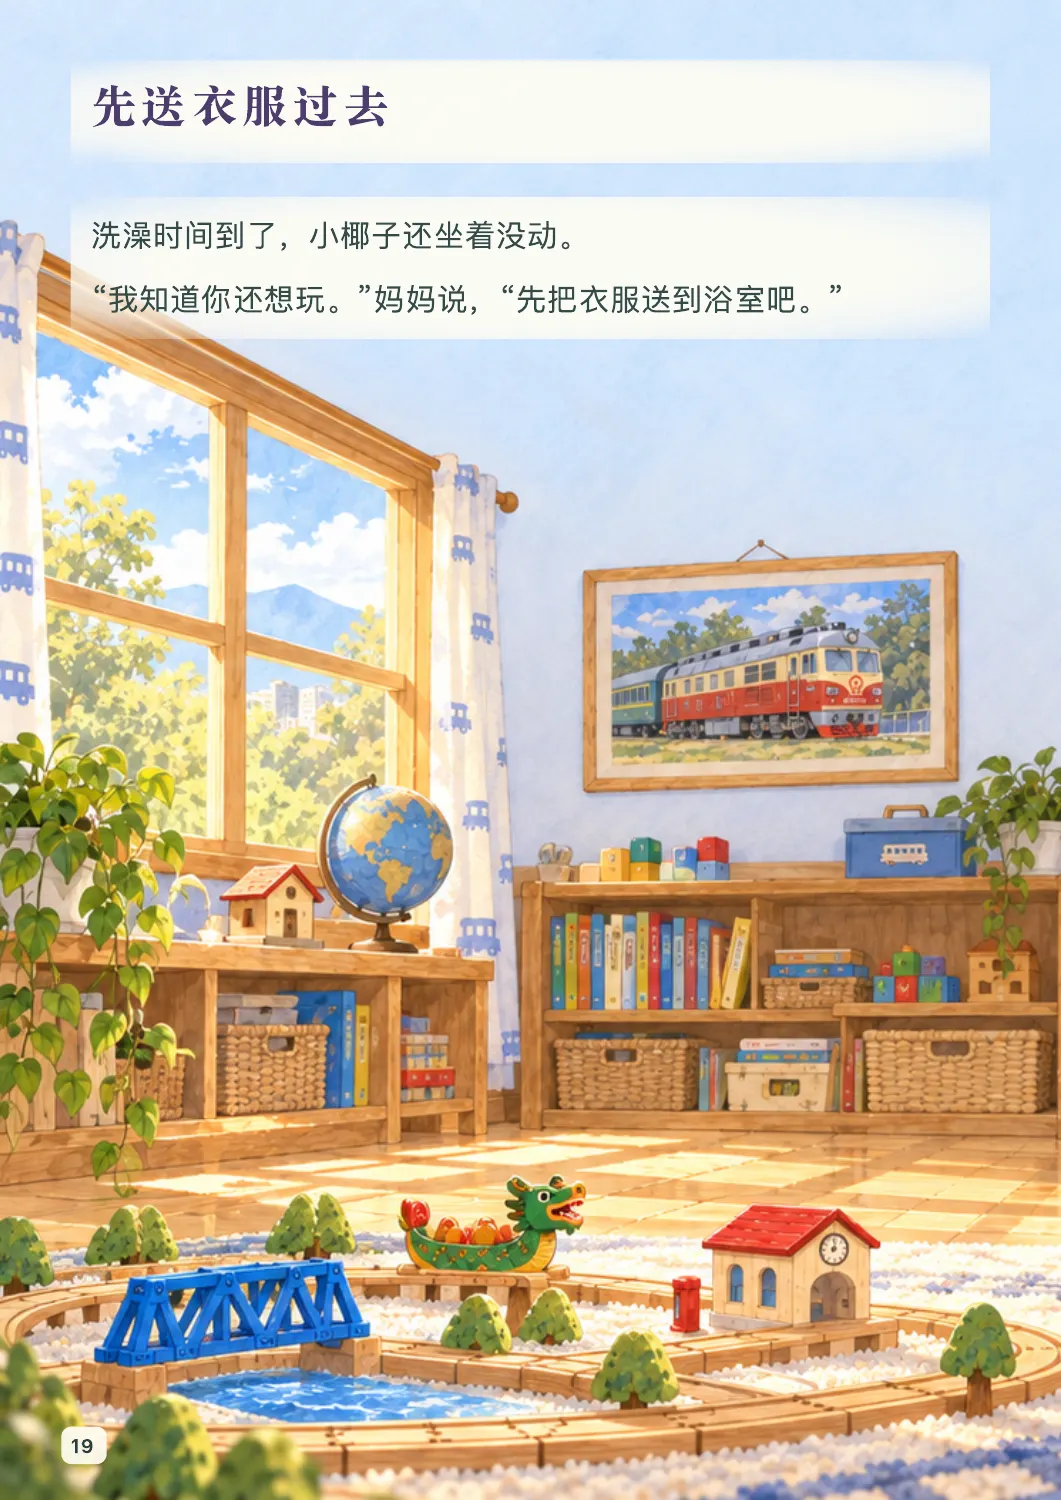 先送衣服过去
洗澡时间到了，小椰子还坐着没动。
“我知道你还想玩。”妈妈说，“先把衣服送到浴室吧。”
19